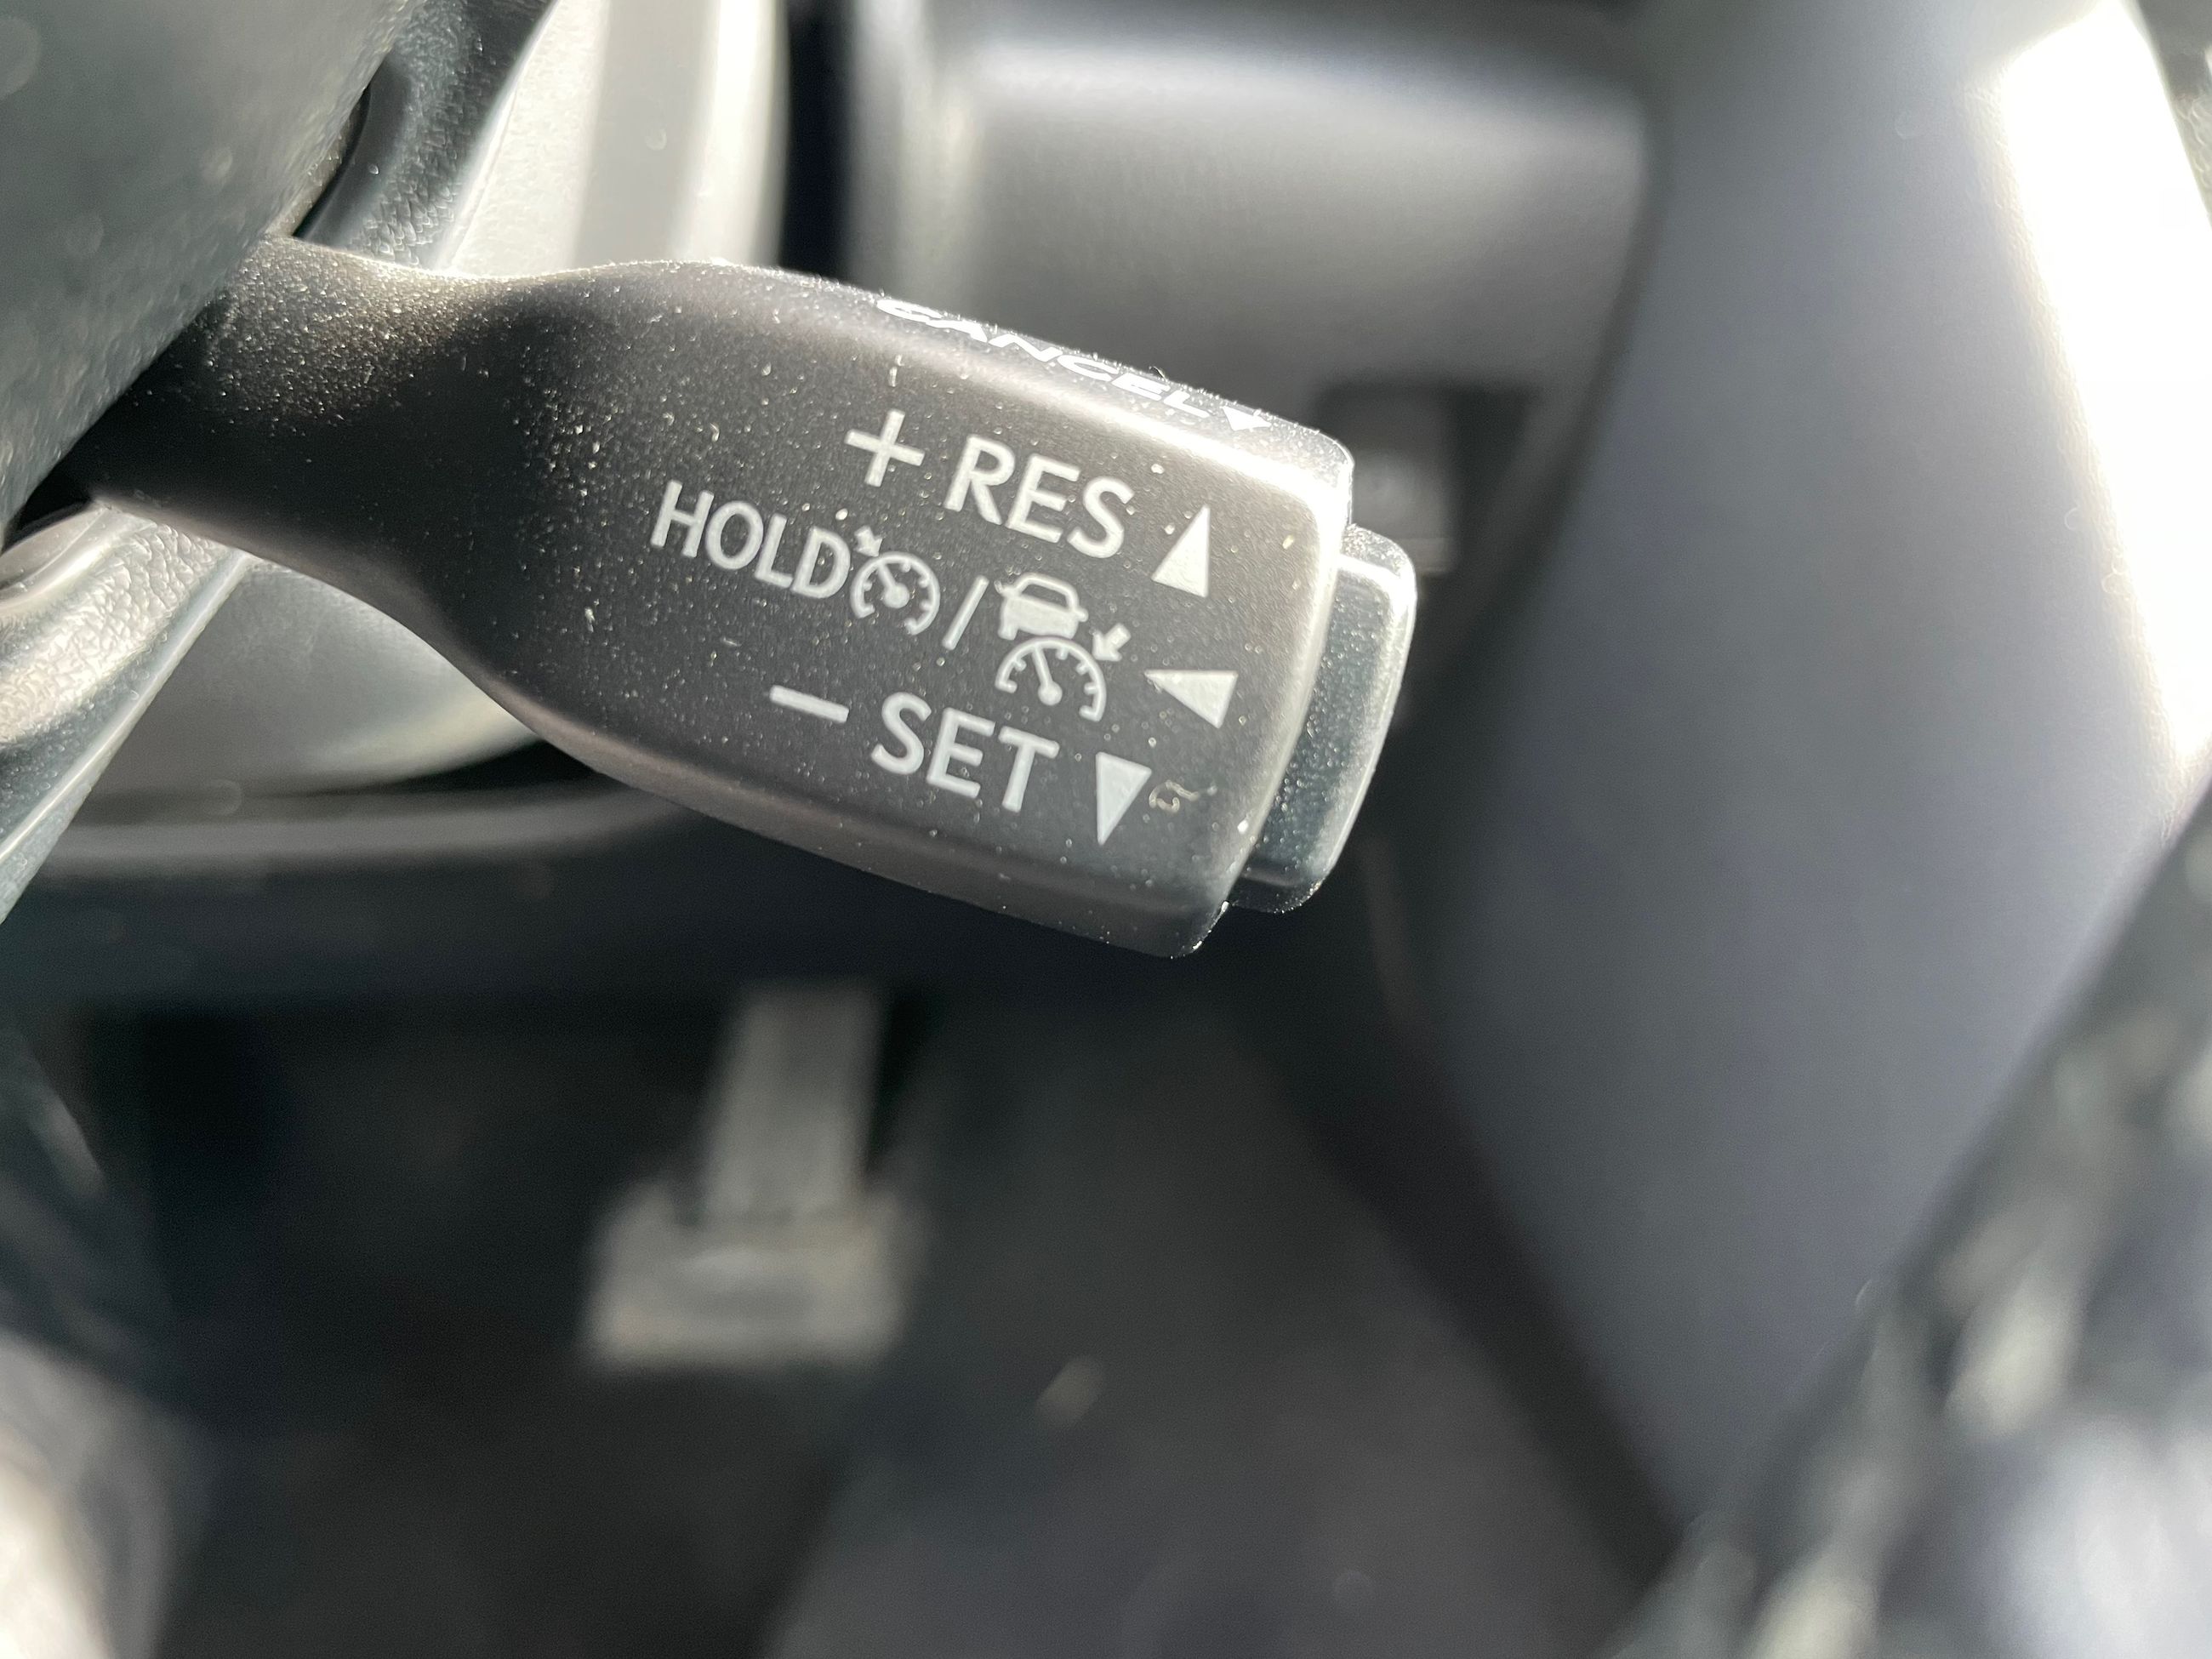 CANCEL
+ RES
HOLD /
− SET